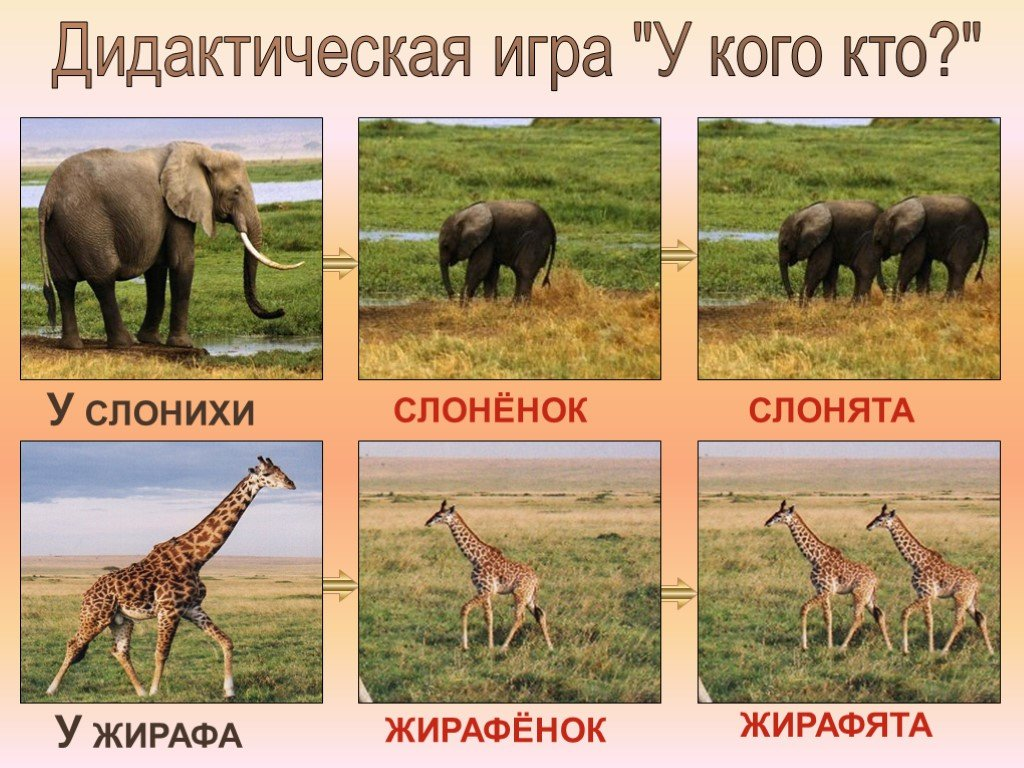 Дидактическая игра "У кого кто?"
У СЛОНИХИ
СЛОНЁНОК
СЛОНЯТА
У ЖИРАФА
ЖИРАФЁНОК
ЖИРАФЯТА